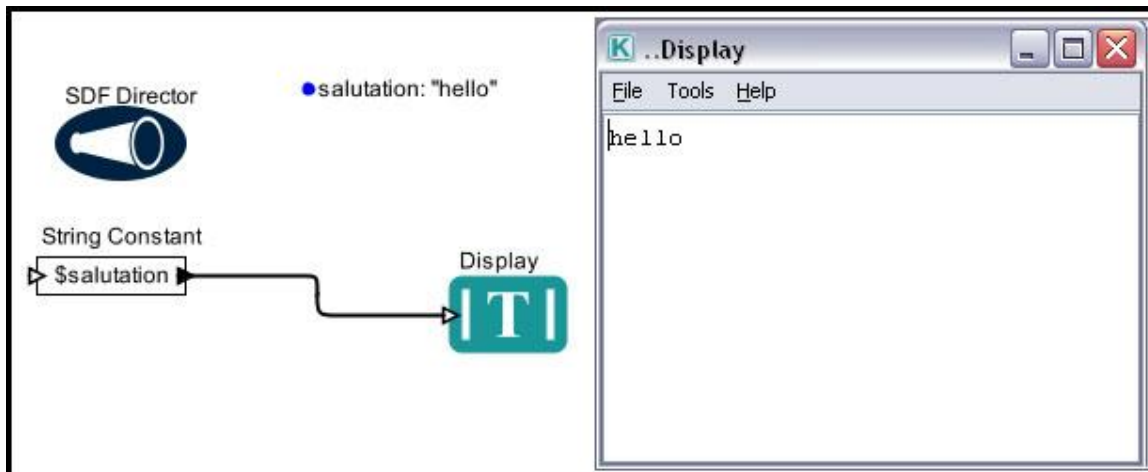 SDF Director
salutation: "hello"
String Constant
$salutation
Display
T
K ..Display
File Tools Help
hello